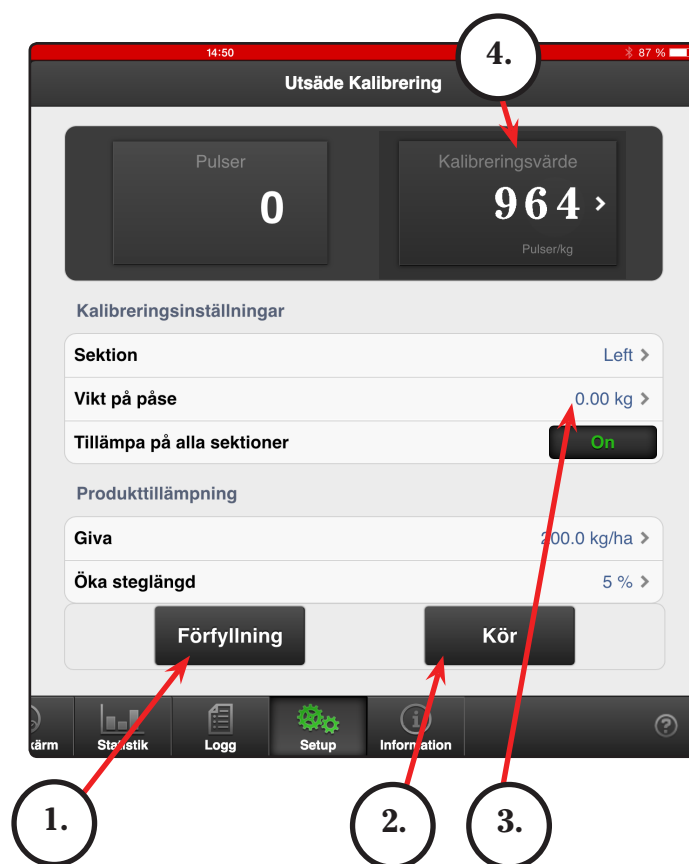 4.
14:50 87 %
Utsäde Kalibrering
Pulser
0
Kalibreringsvärde
964
Pulser/kg
Kalibreringsinställningar
Sektion Left
Vikt på påse 0.00 kg
Tillämpa på alla sektioner On
Produkttillämpning
Giva 200.0 kg/ha
Öka steglängd 5 %
Förfyllning Kör
kärm Statistik Logg Setup Information ?
1. 2. 3.